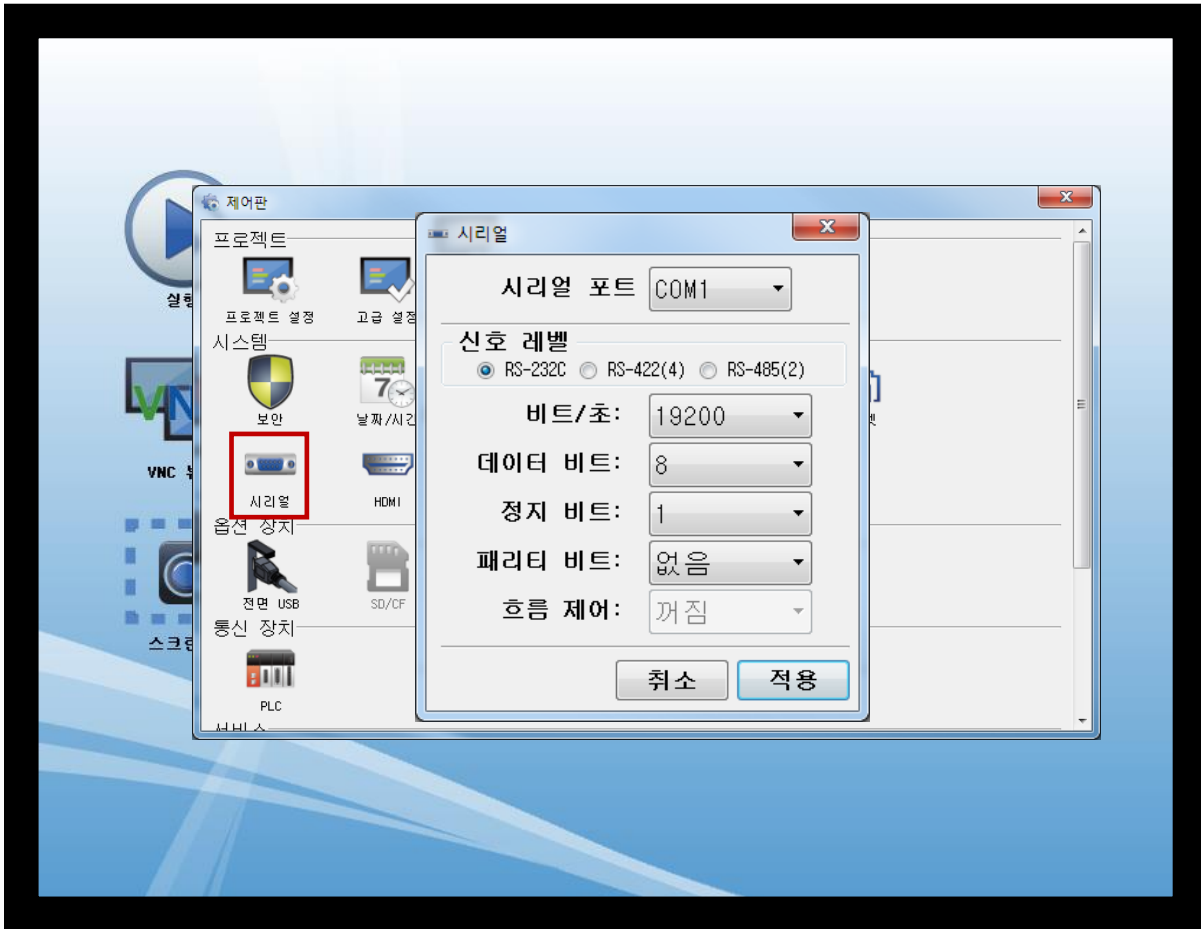 제어판
프로젝트
프로젝트 설정
고급 설정
시스템
보안
날짜/시간
시리얼
HDMI
옵션 장치
전면 USB
SD/CF
통신 장치
PLC
서비스
VNC
시리얼
시리얼 포트 COM1
신호 레벨
RS-232C RS-422(4) RS-485(2)
비트/초: 19200
데이터 비트: 8
정지 비트: 1
패리티 비트: 없음
흐름 제어: 꺼짐
취소 적용